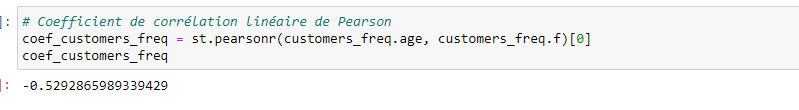 ]: # Coefficient de corrélation linéaire de Pearson
coef_customers_freq = st.pearsonr(customers_freq.age, customers_freq.f)[0]
coef_customers_freq
]: -0.5292865989339429